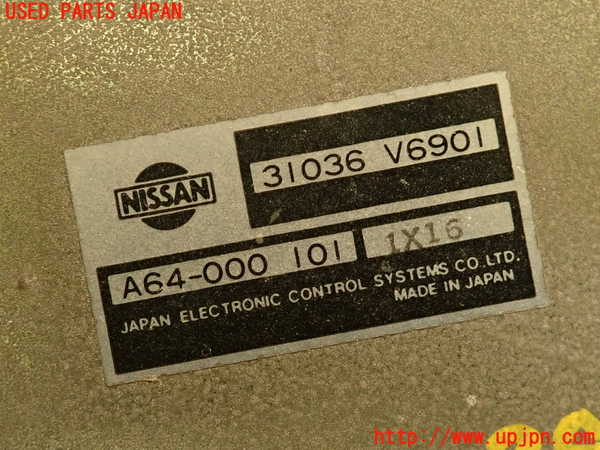 USED PARTS JAPAN
31036 V6901
NISSAN
A64-000 101 1X16
JAPAN ELECTRONIC CONTROL SYSTEMS CO.LTD.
MADE IN JAPAN
http://www.upjpn.com/